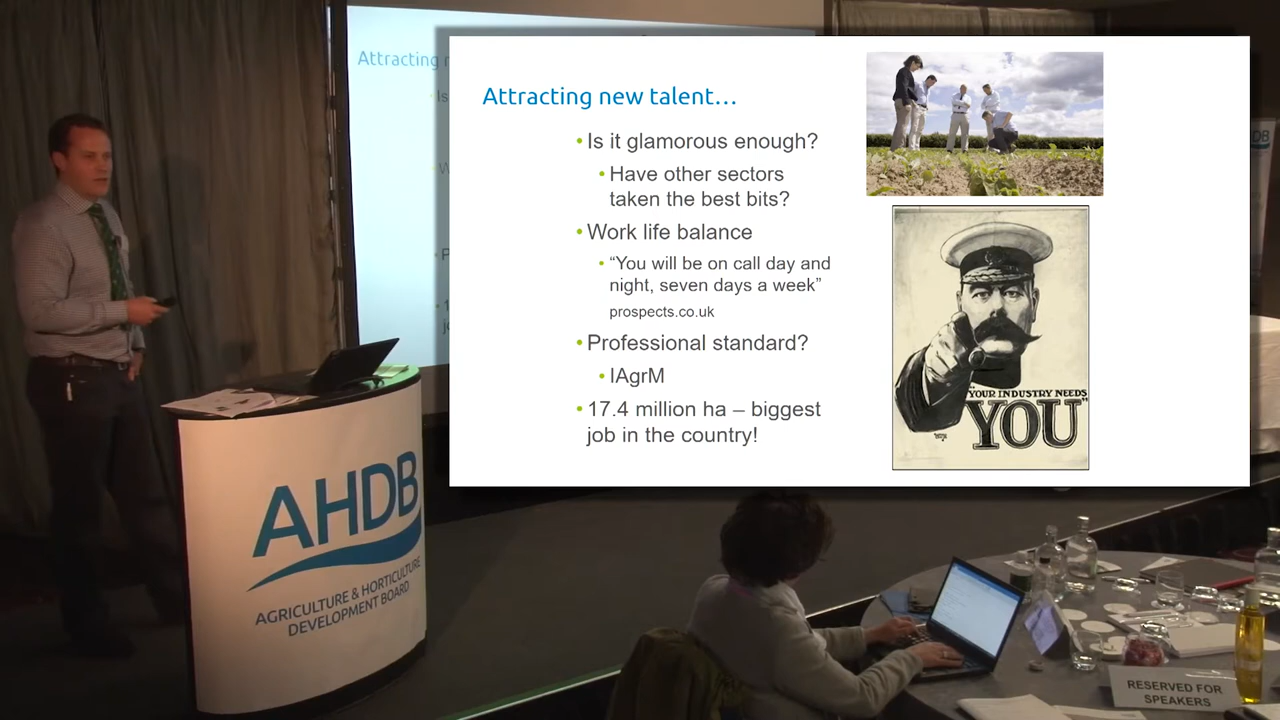 Attracting new talent…
• Is it glamorous enough?
• Have other sectors
taken the best bits?
• Work life balance
• “You will be on call day and
night, seven days a week”
prospects.co.uk
• Professional standard?
• IAgrM
• 17.4 million ha – biggest
job in the country!
"YOUR INDUSTRY NEEDS
YOU"
Attracting
AHDB
AGRICULTURE & HORTICULTURE
DEVELOPMENT BOARD
RESERVED FOR
SPEAKERS